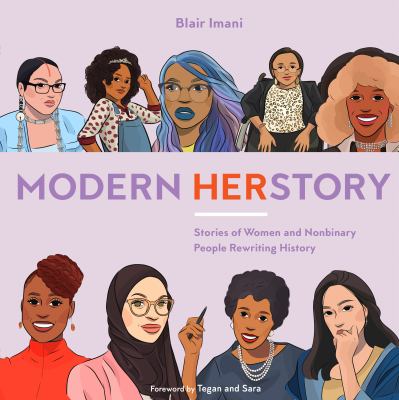 Blair Imani
MODERN HERSTORY
Stories of Women and Nonbinary
People Rewriting History
Foreword by Tegan and Sara